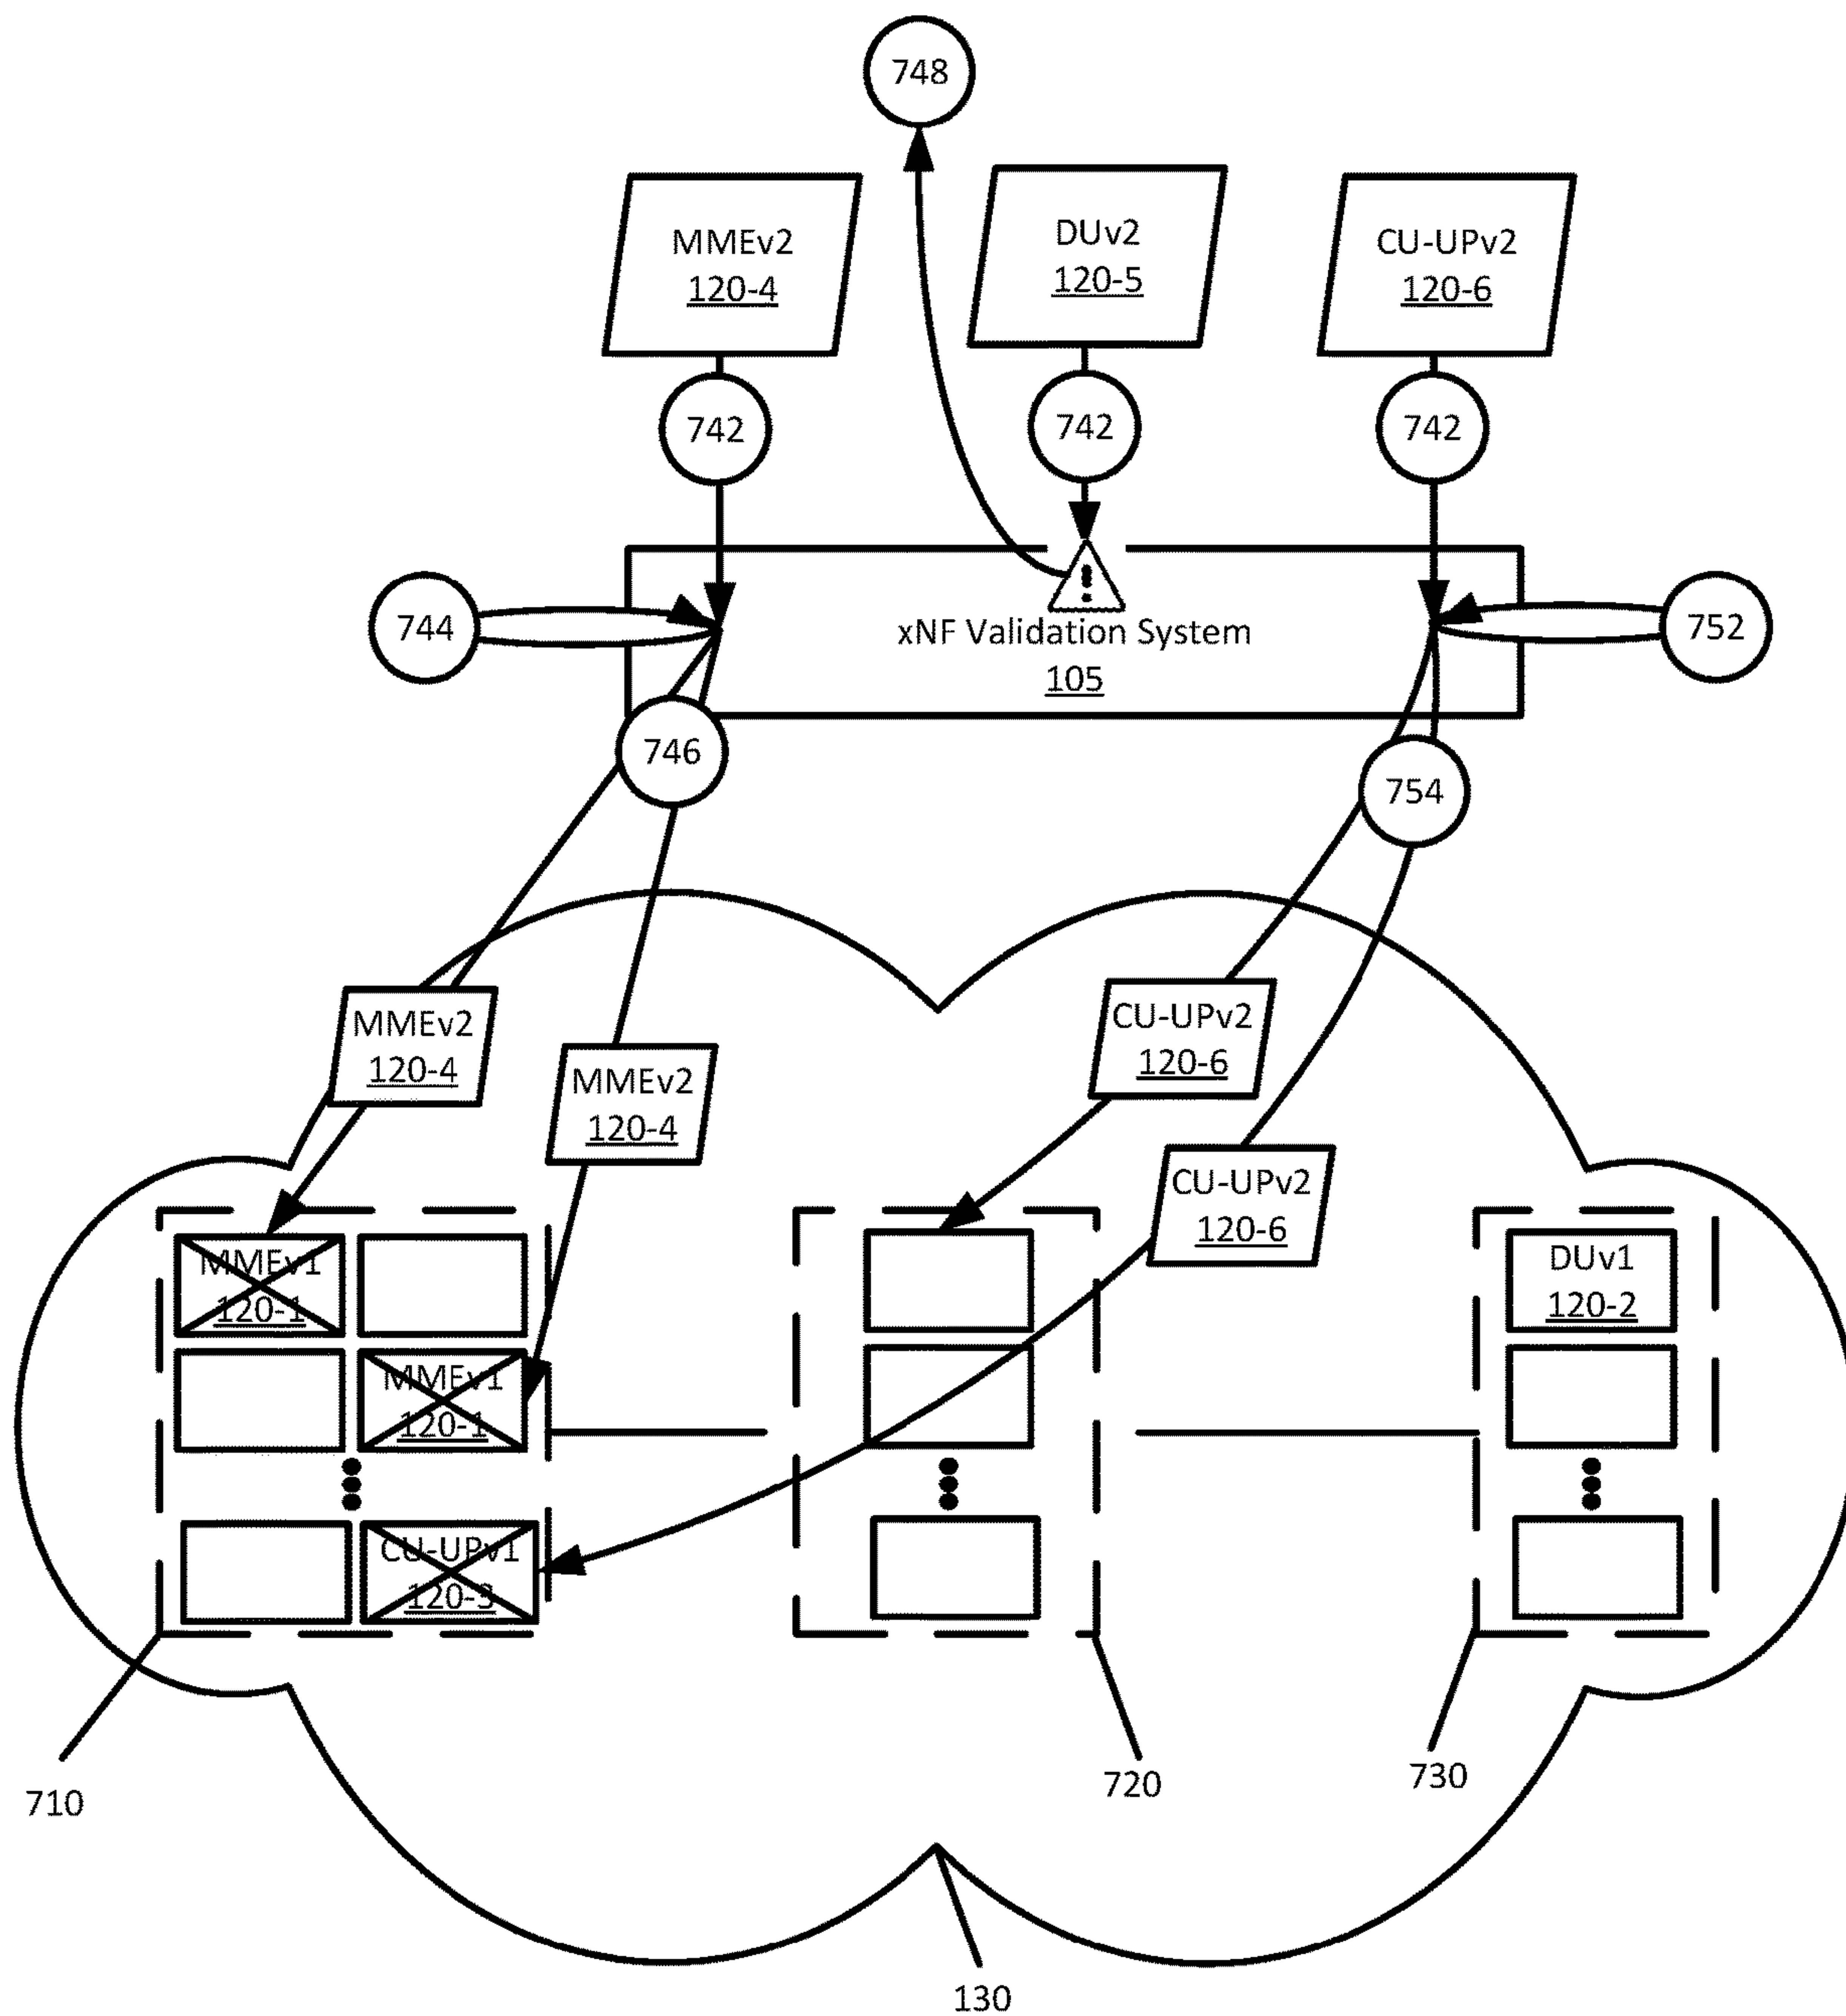 748
MMEv2
120-4
DUv2
120-5
CU-UPv2
120-6
742
742
742
744
xNF Validation System
105
752
746
754
MMEv2
120-4
MMEv2
120-4
CU-UPv2
120-6
CU-UPv2
120-6
MMEv1
120-1
MMEv1
120-1
CU-UPv1
120-3
DUv1
120-2
710
720
730
130